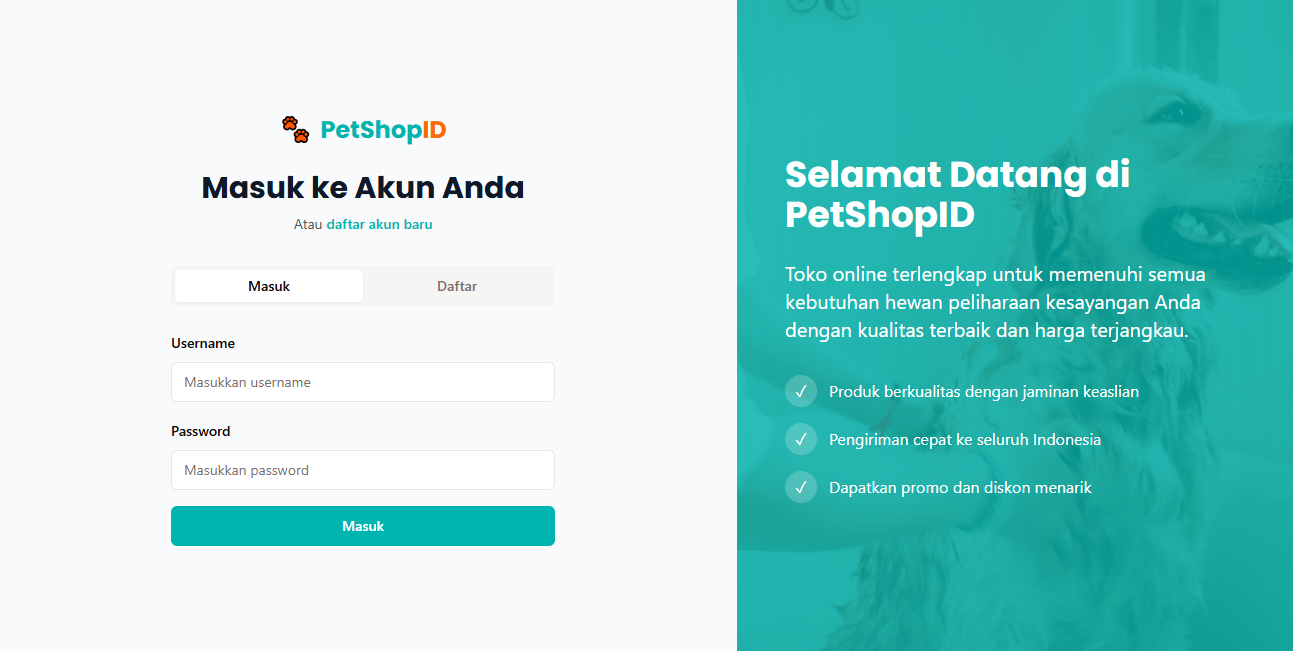 PetShopID
Masuk ke Akun Anda
Atau daftar akun baru
Masuk
Daftar
Username
Masukkan username
Password
Masukkan password
Masuk
Selamat Datang di
PetShopID
Toko online terlengkap untuk memenuhi semua
kebutuhan hewan peliharaan kesayangan Anda
dengan kualitas terbaik dan harga terjangkau.
✓ Produk berkualitas dengan jaminan keaslian
✓ Pengiriman cepat ke seluruh Indonesia
✓ Dapatkan promo dan diskon menarik